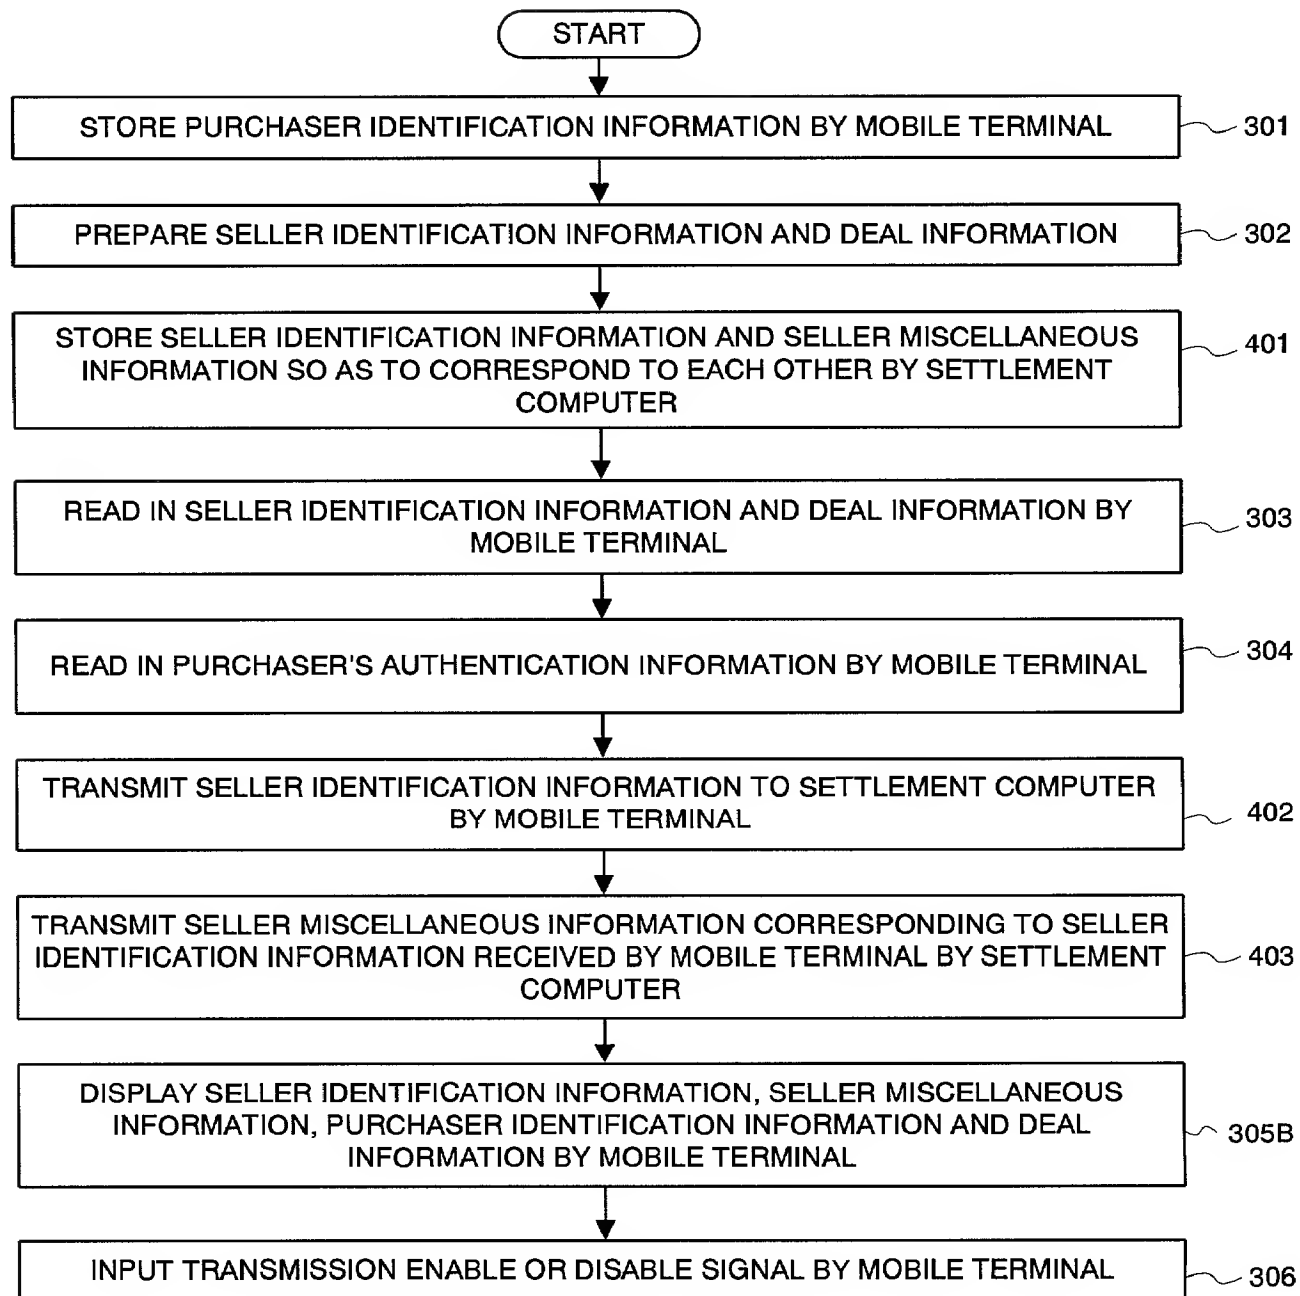 START
STORE PURCHASER IDENTIFICATION INFORMATION BY MOBILE TERMINAL
301
PREPARE SELLER IDENTIFICATION INFORMATION AND DEAL INFORMATION
302
STORE SELLER IDENTIFICATION INFORMATION AND SELLER MISCELLANEOUS
INFORMATION SO AS TO CORRESPOND TO EACH OTHER BY SETTLEMENT
COMPUTER
401
READ IN SELLER IDENTIFICATION INFORMATION AND DEAL INFORMATION BY
MOBILE TERMINAL
303
READ IN PURCHASER'S AUTHENTICATION INFORMATION BY MOBILE TERMINAL
304
TRANSMIT SELLER IDENTIFICATION INFORMATION TO SETTLEMENT COMPUTER
BY MOBILE TERMINAL
402
TRANSMIT SELLER MISCELLANEOUS INFORMATION CORRESPONDING TO SELLER
IDENTIFICATION INFORMATION RECEIVED BY MOBILE TERMINAL BY SETTLEMENT
COMPUTER
403
DISPLAY SELLER IDENTIFICATION INFORMATION, SELLER MISCELLANEOUS
INFORMATION, PURCHASER IDENTIFICATION INFORMATION AND DEAL
INFORMATION BY MOBILE TERMINAL
305B
INPUT TRANSMISSION ENABLE OR DISABLE SIGNAL BY MOBILE TERMINAL
306